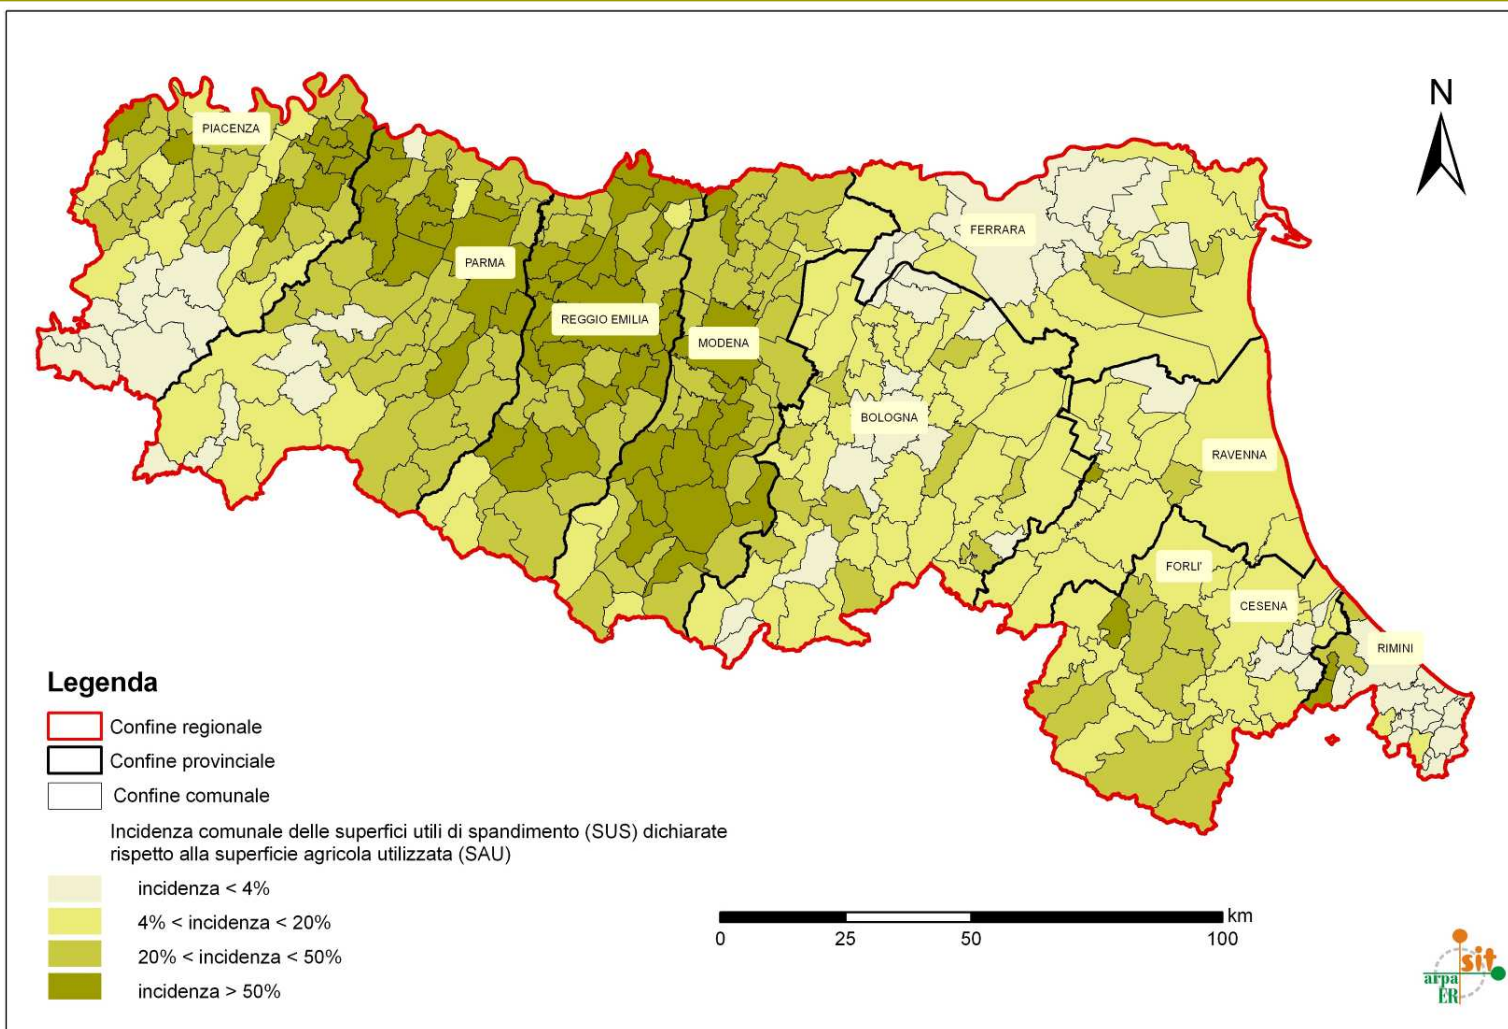 N
PIACENZA
FERRARA
PARMA
REGGIO EMILIA
MODENA
BOLOGNA
RAVENNA
FORLI'
CESENA
RIMINI
Legenda
Confine regionale
Confine provinciale
Confine comunale
Incidenza comunale delle superfici utili di spandimento (SUS) dichiarate
rispetto alla superficie agricola utilizzata (SAU)
incidenza < 4%
4% < incidenza < 20%
20% < incidenza < 50%
incidenza > 50%
km
0 25 50 100
sit
arpa
ER